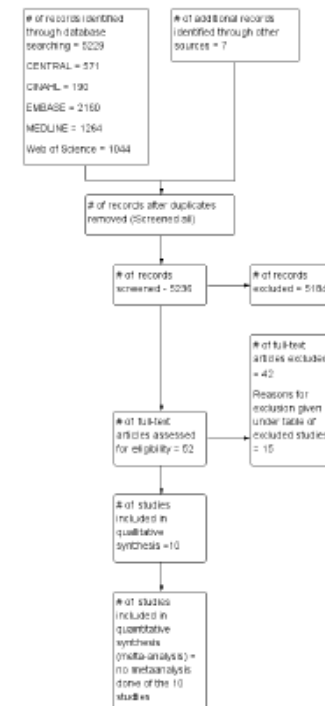 # of records identified
through database
searching = 5229
CENTRAL = 571
CINAHL = 190
EMBASE = 2160
MEDLINE = 1264
Web of Science = 1044
# of additional records
identified through other
sources = 7
# of records after duplicates
removed (Screened all)
# of records
screened - 5236
# of records
excluded = 518
# of full-text
articles exclude
= 42
Reasons for
exclusion given
under table of
excluded studies
= 15
# of full-text
articles assessed
for eligibility = 52
# of studies
included in
qualitative
synthesis =10
# of studies
included in
quantitative
synthesis
(meta-analysis) =
no metaanalysis
dome of the 10
studies